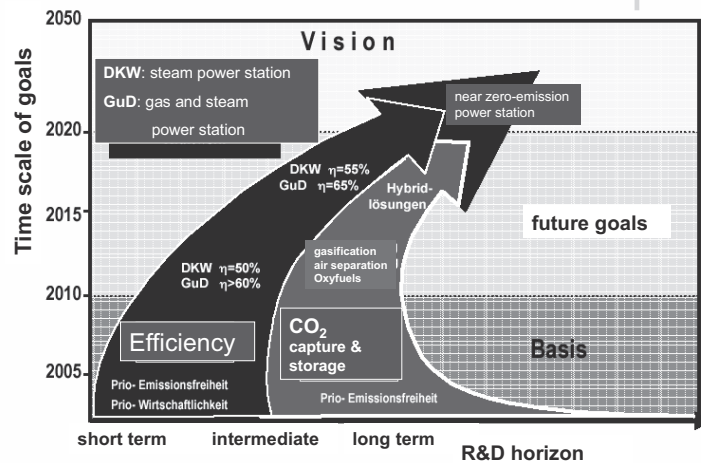 2050
Vision
DKW: steam power station
GuD: gas and steam
power station
near zero-emission
power station
2020
DKW η=55%
GuD η=65%
Hybrid-
lösungen
Time scale of goals
2015
future goals
gasification
air separation
Oxyfuels
DKW η=50%
GuD η>60%
2010
CO₂
capture &
storage
Efficiency
Basis
2005
Prio- Emissionsfreiheit
Prio- Wirtschaftlichkeit
Prio- Emissionsfreiheit
short term
intermediate
long term
R&D horizon